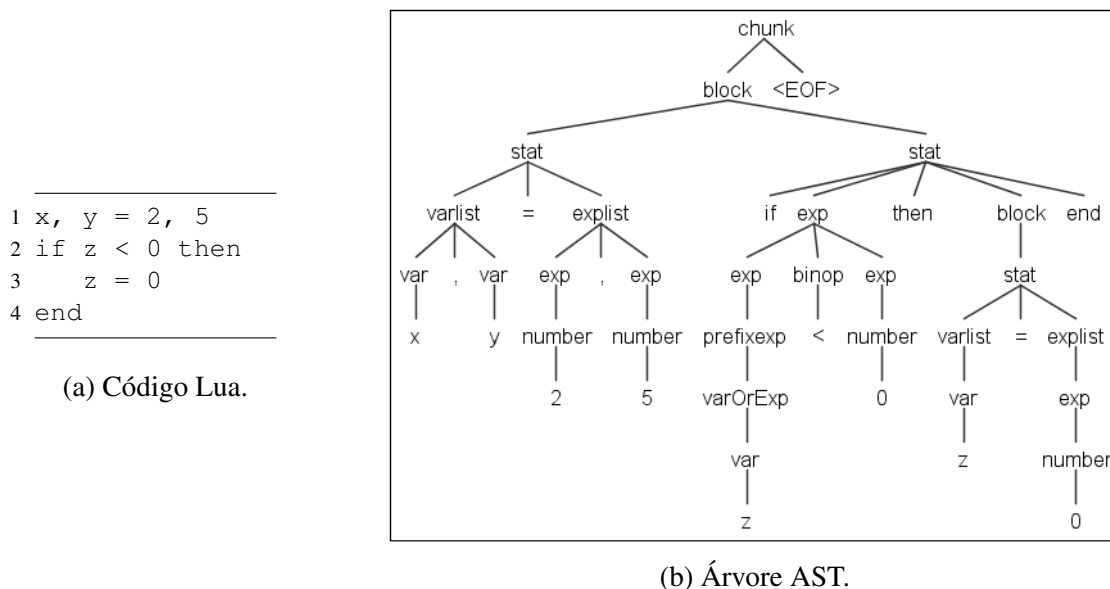 1 x, y = 2, 5
2 if z < 0 then
3 z = 0
4 end
(a) Código Lua.
chunk
block <EOF>
stat stat
varlist = explist if exp then block end
var , var exp , exp exp binop exp stat
x y number number prefixexp < number varlist = explist
2 5 varOrExp 0 var exp
var z number
z 0
(b) Árvore AST.